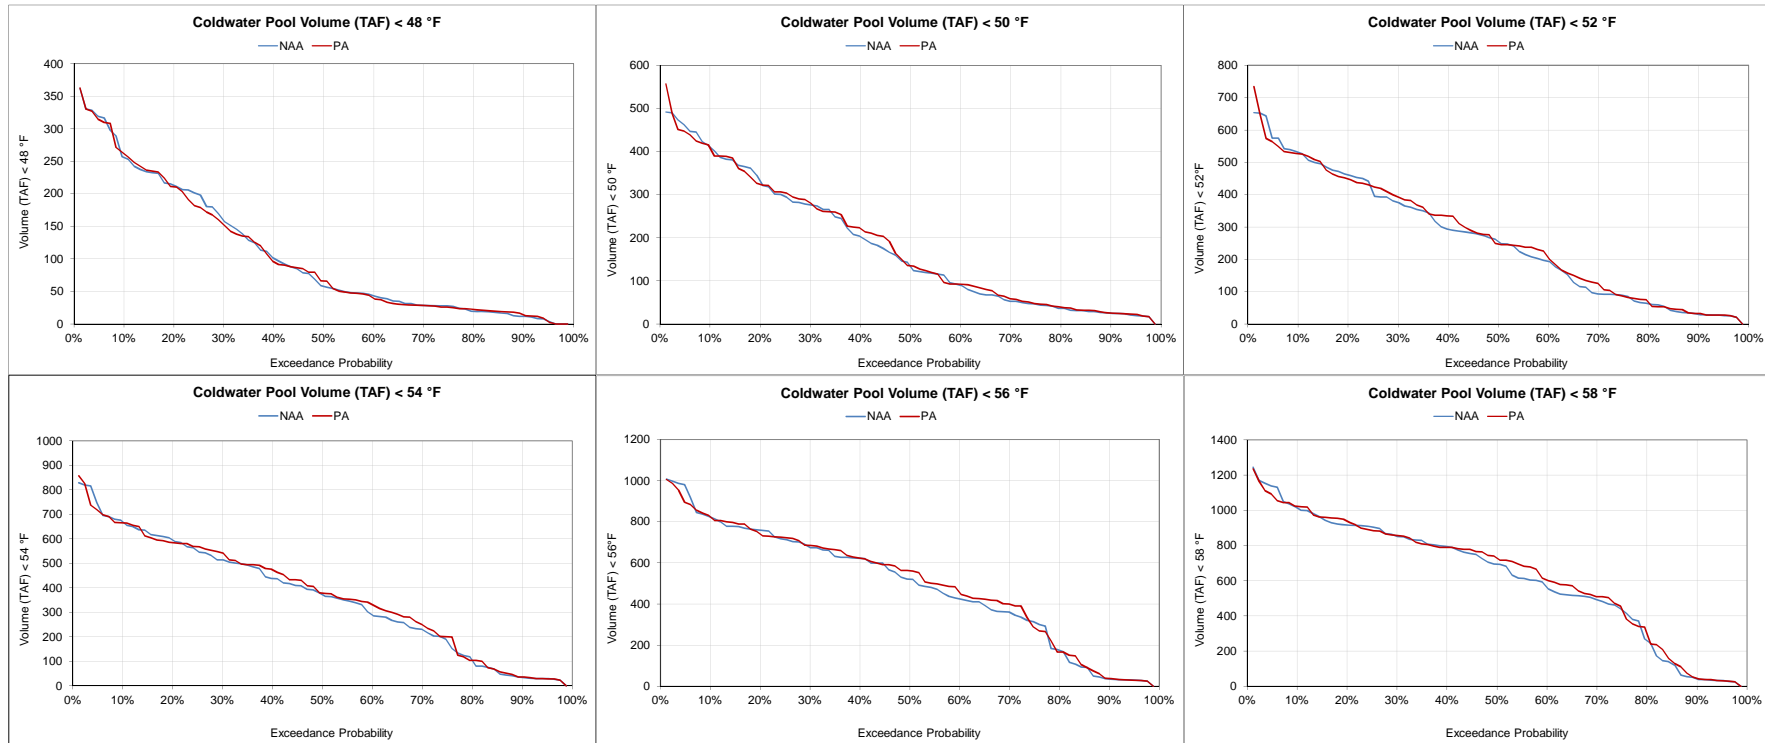 Coldwater Pool Volume (TAF) < 48 °F
NAA PA
Volume (TAF) < 48 °F
400
350
300
250
200
150
100
50
0
0% 10% 20% 30% 40% 50% 60% 70% 80% 90% 100%
Exceedance Probability
Coldwater Pool Volume (TAF) < 50 °F
NAA PA
Volume (TAF) < 50 °F
600
500
400
300
200
100
0
0% 10% 20% 30% 40% 50% 60% 70% 80% 90% 100%
Exceedance Probability
Coldwater Pool Volume (TAF) < 52 °F
NAA PA
Volume (TAF) < 52°F
800
700
600
500
400
300
200
100
0
0% 10% 20% 30% 40% 50% 60% 70% 80% 90% 100%
Exceedance Probability
Coldwater Pool Volume (TAF) < 54 °F
NAA PA
Volume (TAF) < 54 °F
1000
900
800
700
600
500
400
300
200
100
0
0% 10% 20% 30% 40% 50% 60% 70% 80% 90% 100%
Exceedance Probability
Coldwater Pool Volume (TAF) < 56 °F
NAA PA
Volume (TAF) < 56°F
1200
1000
800
600
400
200
0
0% 10% 20% 30% 40% 50% 60% 70% 80% 90% 100%
Exceedance Probability
Coldwater Pool Volume (TAF) < 58 °F
NAA PA
Volume (TAF) < 58 °F
1400
1200
1000
800
600
400
200
0
0% 10% 20% 30% 40% 50% 60% 70% 80% 90% 100%
Exceedance Probability